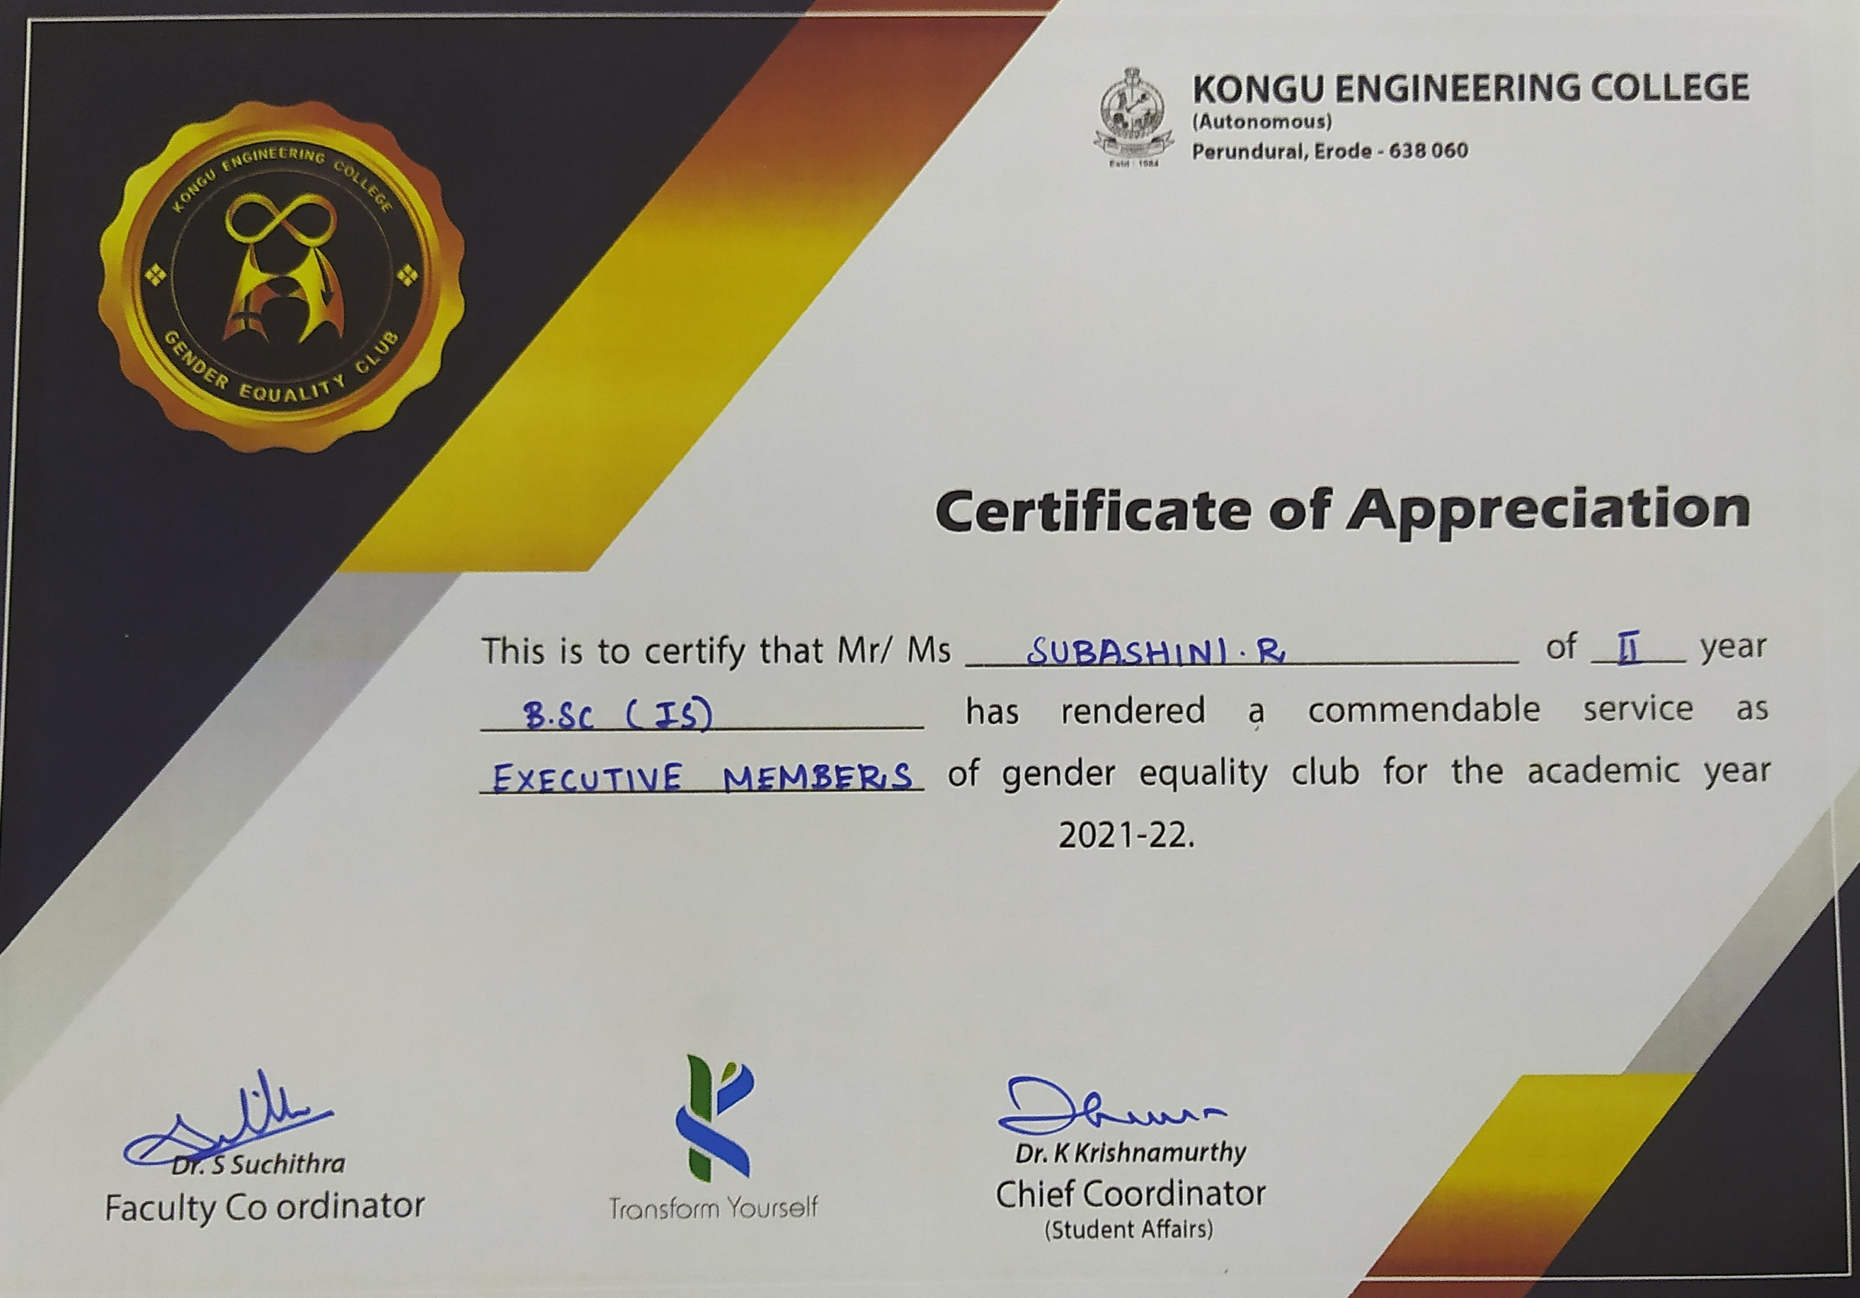 KONGU ENGINEERING COLLEGE
GENDER EQUALITY CLUB
KONGU ENGINEERING COLLEGE
(Autonomous)
Perundurai, Erode - 638 060
Estd : 1984
Certificate of Appreciation
This is to certify that Mr/ Ms SUBASHINI.R of II year
B.SC (IS) has rendered a commendable service as
EXECUTIVE MEMBERS of gender equality club for the academic year
2021-22.
Dr. S Suchithra
Faculty Co ordinator
Transform Yourself
Dr. K Krishnamurthy
Chief Coordinator
(Student Affairs)